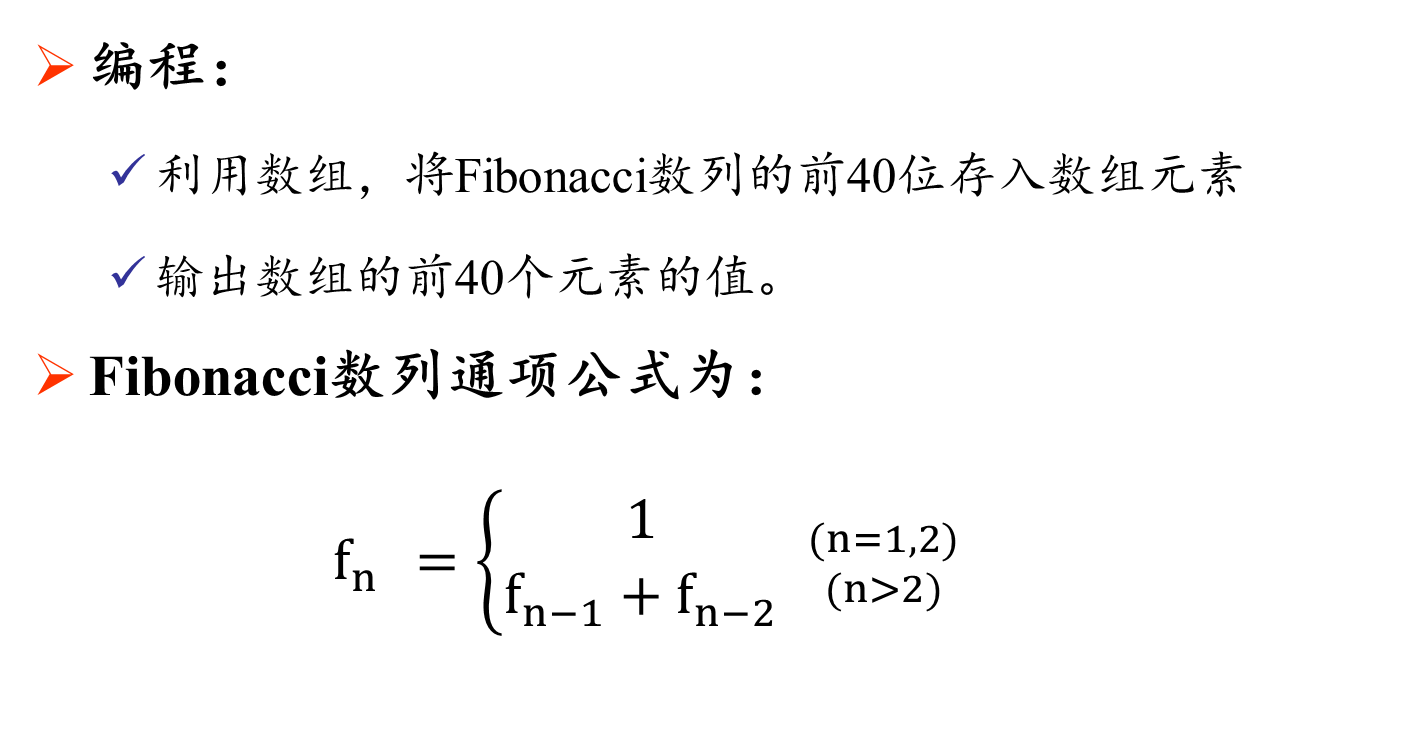 ➢ 编程：
✓ 利用数组，将Fibonacci数列的前40位存入数组元素
✓ 输出数组的前40个元素的值。
➢ Fibonacci数列通项公式为：
fₙ = { 1 (n=1,2)
fₙ₋₁ + fₙ₋₂ (n>2)